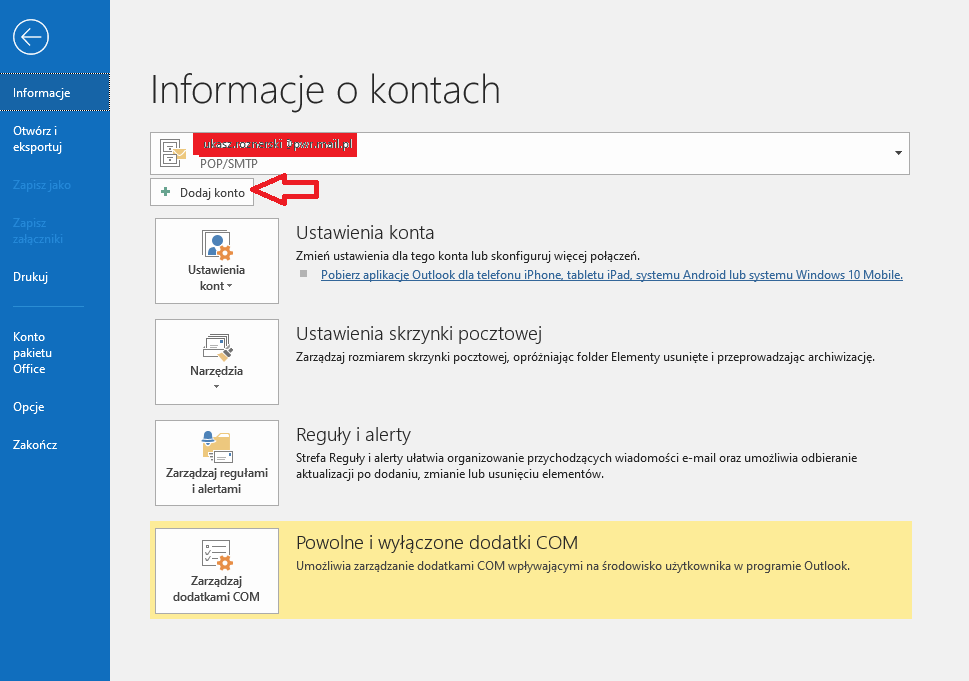 Informacje
Otwórz i
eksportuj
Zapisz jako
Zapisz
załączniki
Drukuj
Konto
pakietu
Office
Opcje
Zakończ
Informacje o kontach
POP/SMTP
Dodaj konto
Ustawienia
kont
Ustawienia konta
Zmień ustawienia dla tego konta lub skonfiguruj więcej połączeń.
Pobierz aplikację Outlook dla telefonu iPhone, tabletu iPad, systemu Android lub systemu Windows 10 Mobile.
Narzędzia
Ustawienia skrzynki pocztowej
Zarządzaj rozmiarem skrzynki pocztowej, opróżniając folder Elementy usunięte i przeprowadzając archiwizację.
Zarządzaj regułami
i alertami
Reguły i alerty
Strefa Reguły i alerty ułatwia organizowanie przychodzących wiadomości e-mail oraz umożliwia odbieranie
aktualizacji po dodaniu, zmianie lub usunięciu elementów.
Zarządzaj
dodatkami COM
Powolne i wyłączone dodatki COM
Umożliwia zarządzanie dodatkami COM wpływającymi na środowisko użytkownika w programie Outlook.